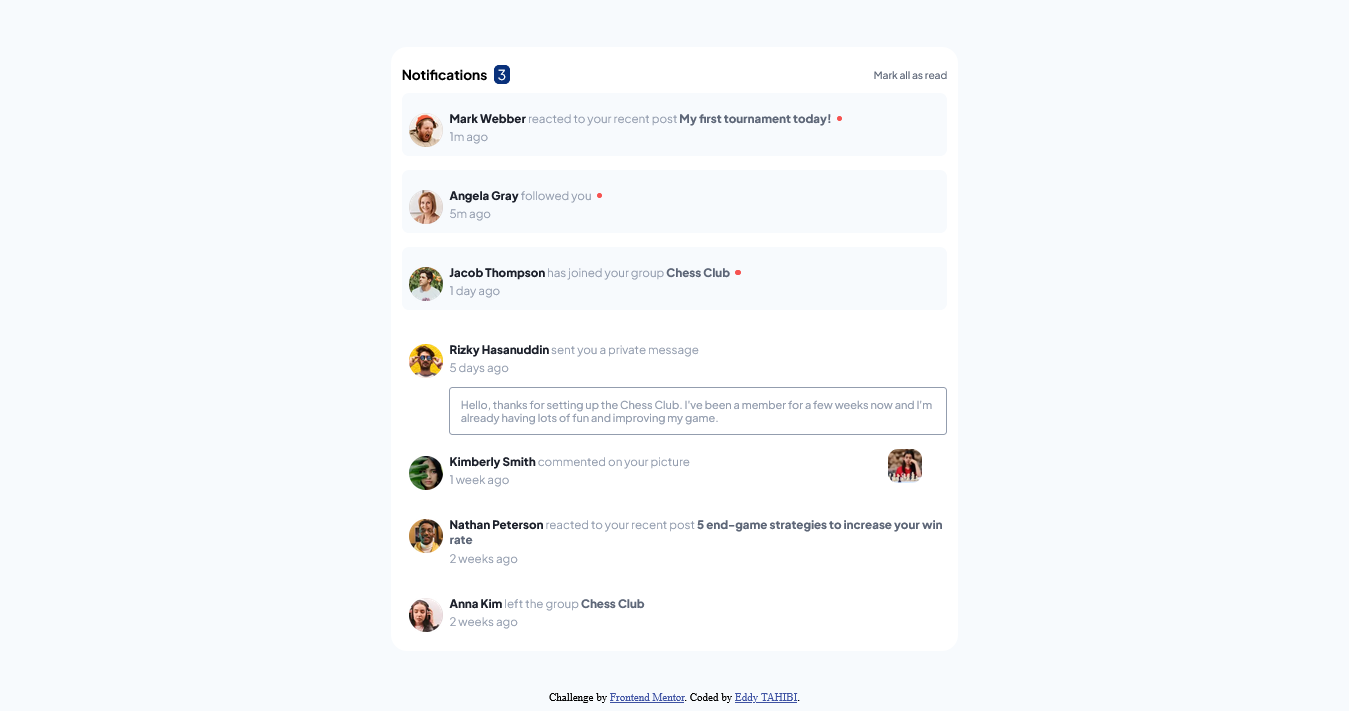 Notifications 3
Mark all as read
Mark Webber reacted to your recent post My first tournament today!
1m ago
Angela Gray followed you
5m ago
Jacob Thompson has joined your group Chess Club
1 day ago
Rizky Hasanuddin sent you a private message
5 days ago
Hello, thanks for setting up the Chess Club. I've been a member for a few weeks now and I'm
already having lots of fun and improving my game.
Kimberly Smith commented on your picture
1 week ago
Nathan Peterson reacted to your recent post 5 end-game strategies to increase your win
rate
2 weeks ago
Anna Kim left the group Chess Club
2 weeks ago
Challenge by Frontend Mentor. Coded by Eddy TAHIBI.